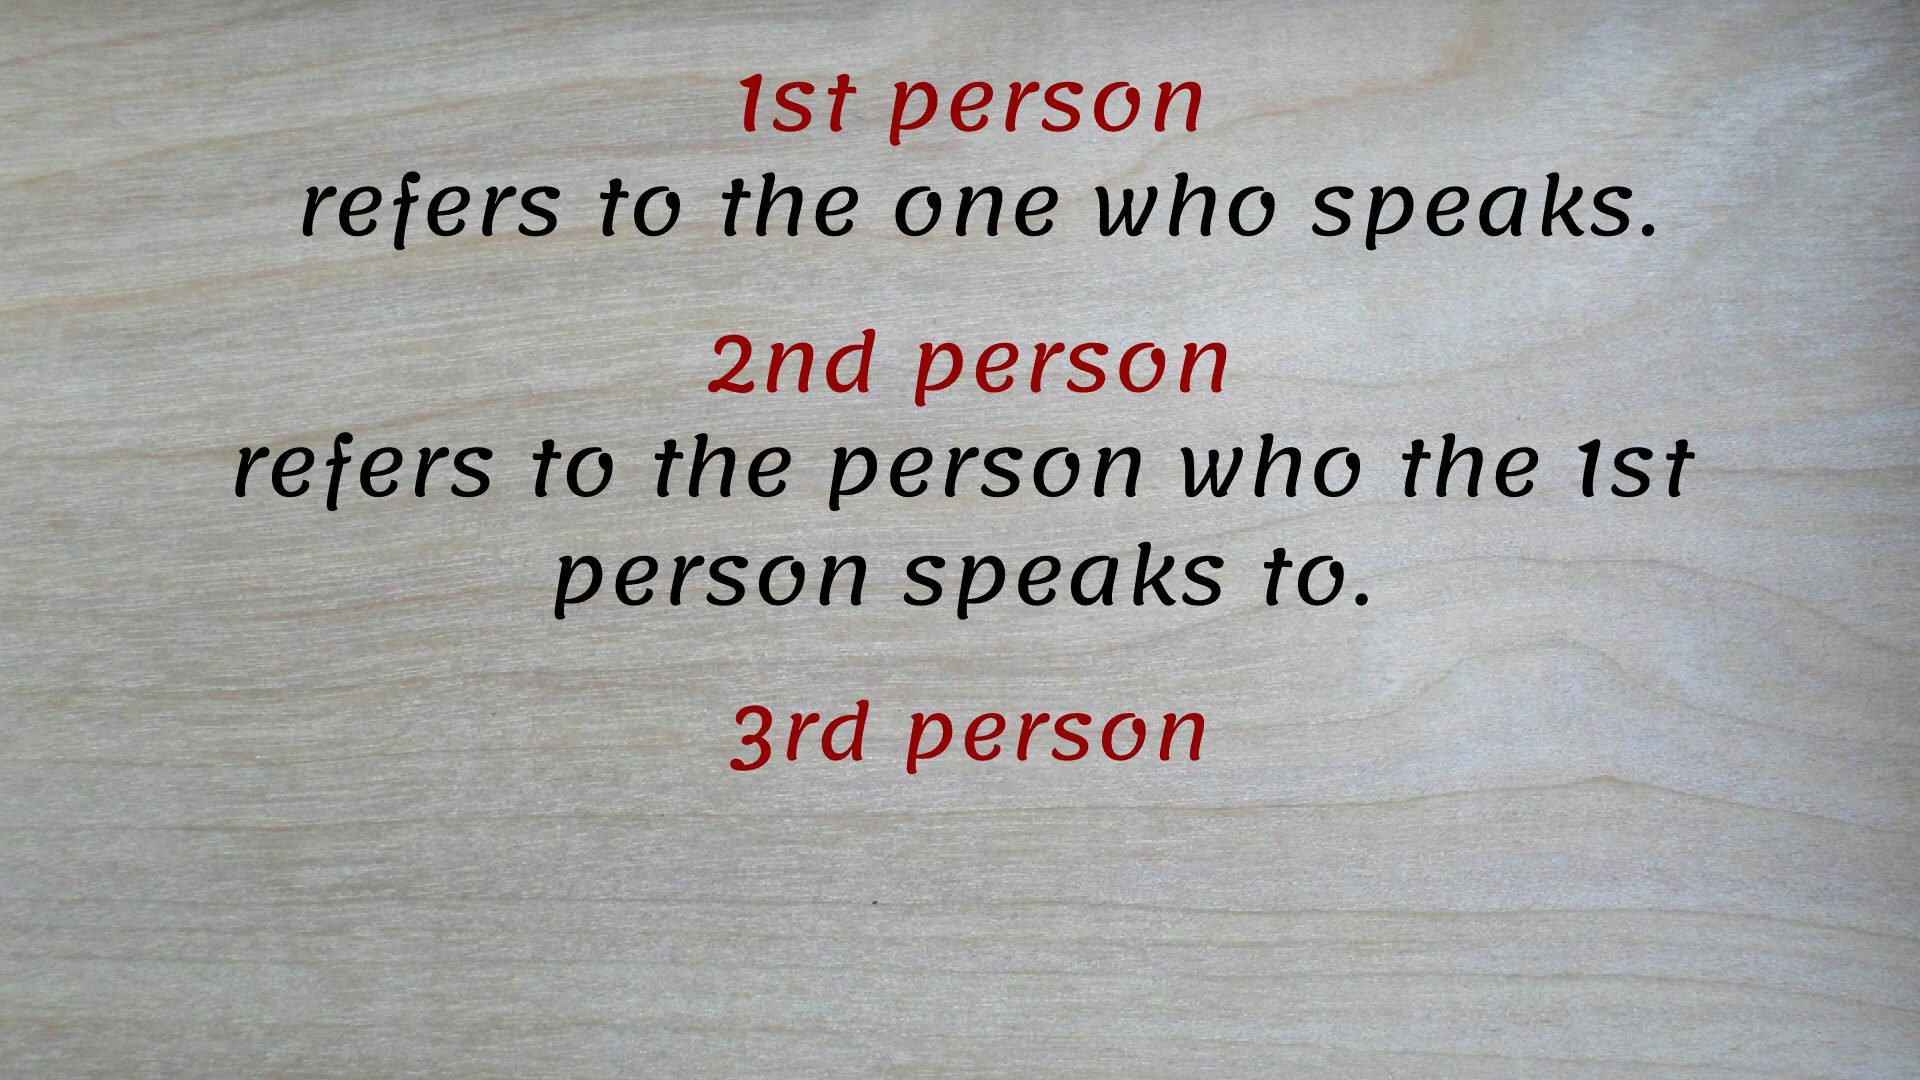 1st person
refers to the one who speaks.
2nd person
refers to the person who the 1st
person speaks to.
3rd person